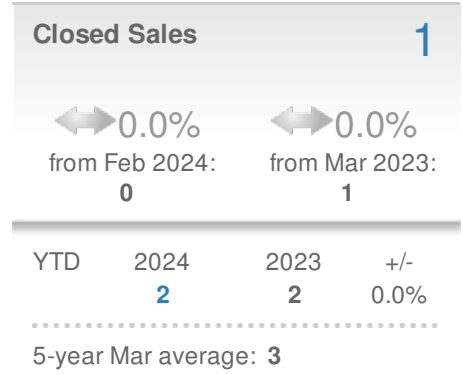 Closed Sales 1
0.0% 0.0%
from Feb 2024: from Mar 2023:
0 1
YTD 2024 2023 +/-
2 2 0.0%
5-year Mar average: 3